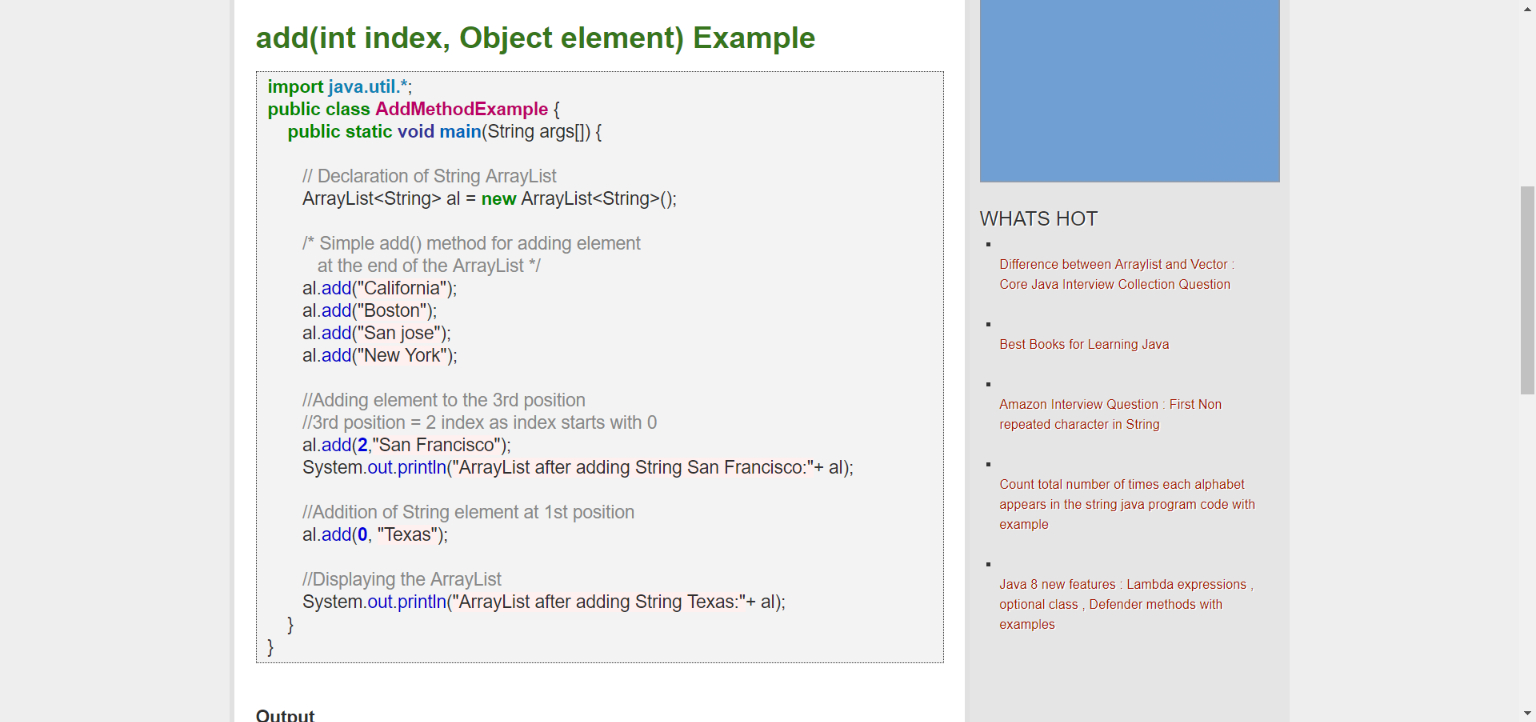 add(int index, Object element) Example
import java.util.*;
public class AddMethodExample {
public static void main(String args[]) {
// Declaration of String ArrayList
ArrayList<String> al = new ArrayList<String>();
/* Simple add() method for adding element
at the end of the ArrayList */
al.add("California");
al.add("Boston");
al.add("San jose");
al.add("New York");
//Adding element to the 3rd position
//3rd position = 2 index as index starts with 0
al.add(2,"San Francisco");
System.out.println("ArrayList after adding String San Francisco:"+ al);
//Addition of String element at 1st position
al.add(0, "Texas");
//Displaying the ArrayList
System.out.println("ArrayList after adding String Texas:"+ al);
}
}
Output
WHATS HOT
Difference between Arraylist and Vector :
Core Java Interview Collection Question
Best Books for Learning Java
Amazon Interview Question : First Non
repeated character in String
Count total number of times each alphabet
appears in the string java program code with
example
Java 8 new features : Lambda expressions ,
optional class , Defender methods with
examples